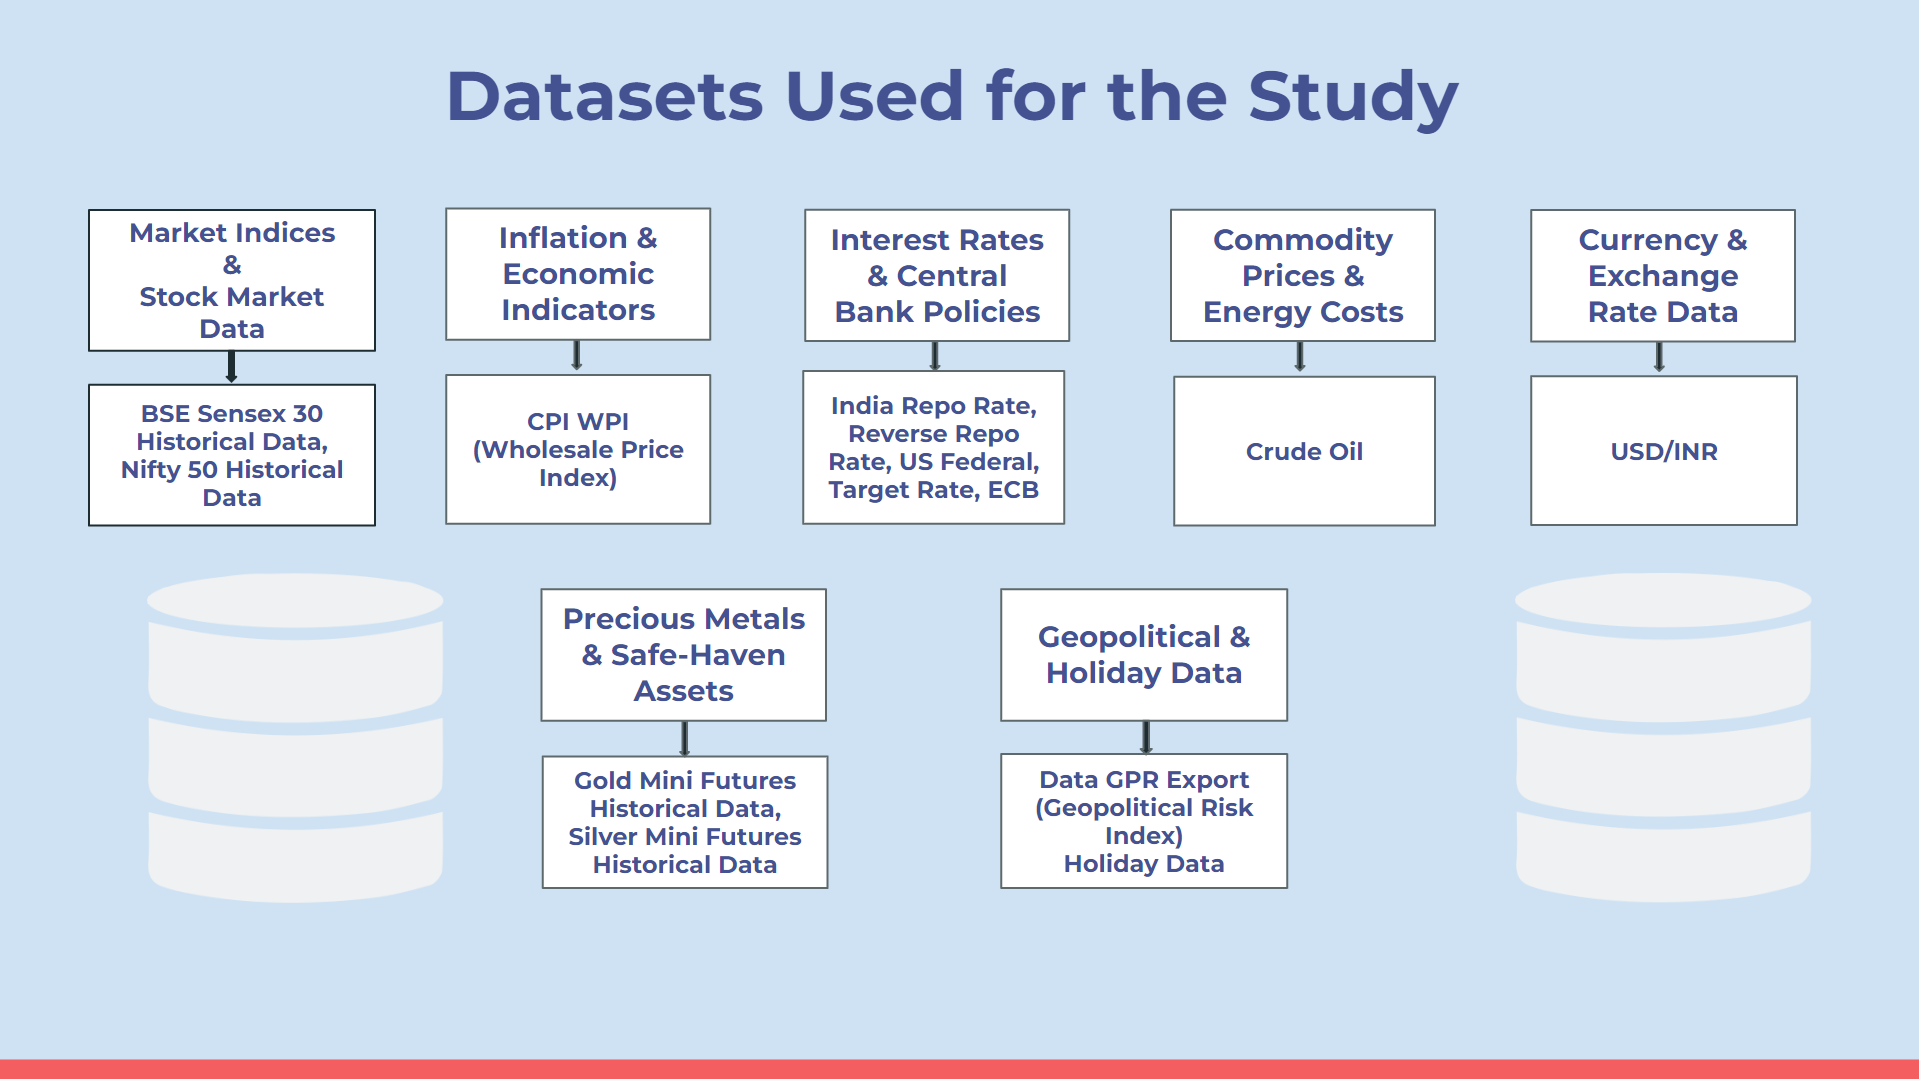 Datasets Used for the Study
Market Indices
&
Stock Market
Data
BSE Sensex 30
Historical Data,
Nifty 50 Historical
Data
Inflation &
Economic
Indicators
CPI WPI
(Wholesale Price
Index)
Interest Rates
& Central
Bank Policies
India Repo Rate,
Reverse Repo
Rate, US Federal,
Target Rate, ECB
Commodity
Prices &
Energy Costs
Crude Oil
Currency &
Exchange
Rate Data
USD/INR
Precious Metals
& Safe-Haven
Assets
Gold Mini Futures
Historical Data,
Silver Mini Futures
Historical Data
Geopolitical &
Holiday Data
Data GPR Export
(Geopolitical Risk
Index)
Holiday Data